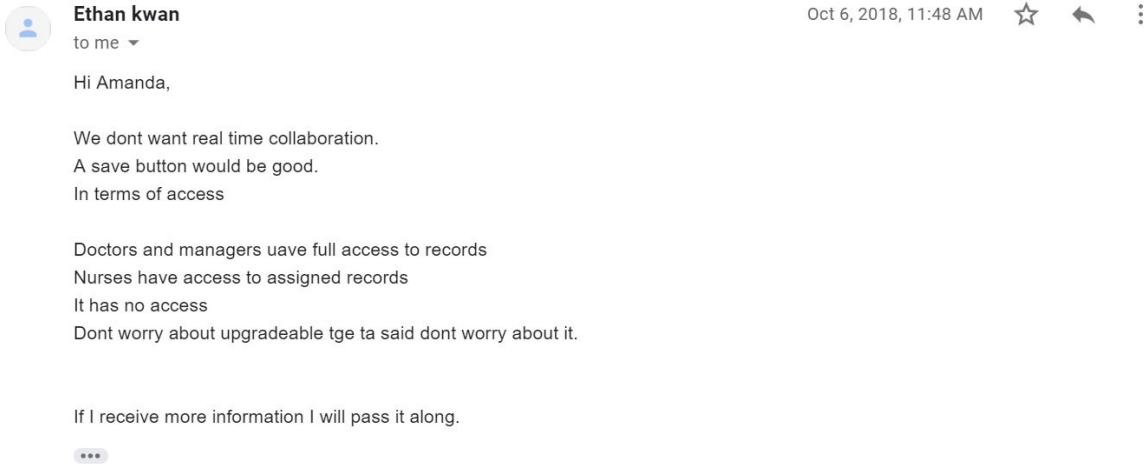 Ethan kwan
Oct 6, 2018, 11:48 AM
to me
Hi Amanda,
We dont want real time collaboration.
A save button would be good.
In terms of access
Doctors and managers uave full access to records
Nurses have access to assigned records
It has no access
Dont worry about upgradeable tge ta said dont worry about it.
If I receive more information I will pass it along.